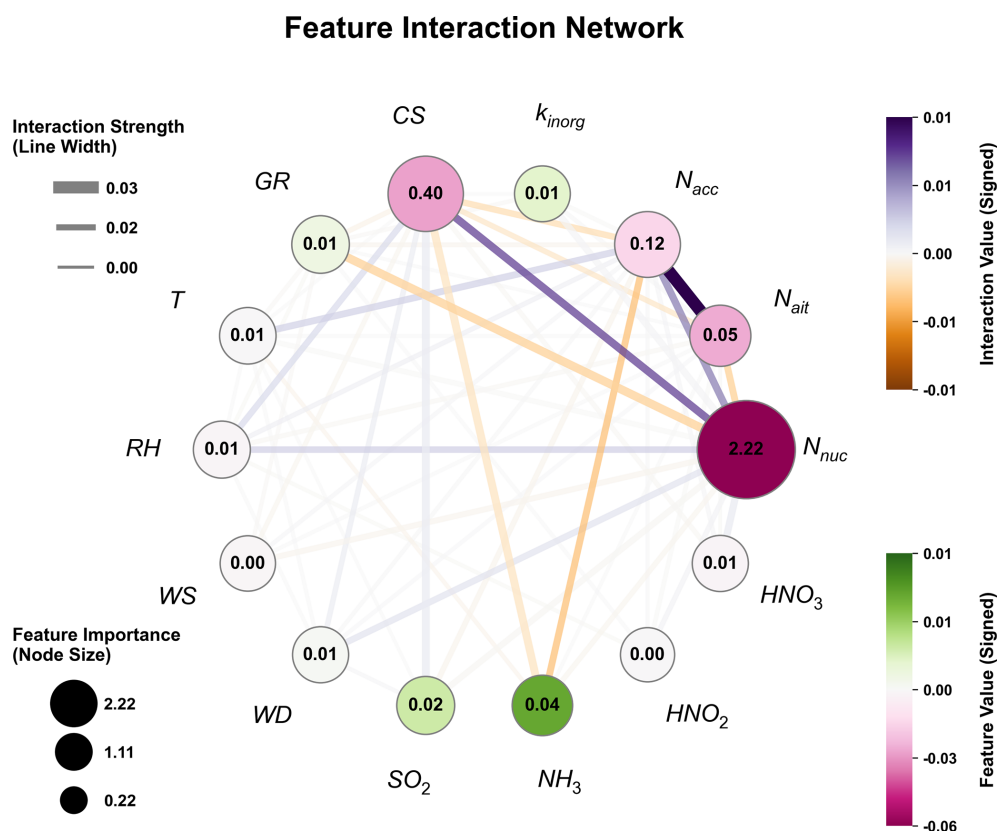 Feature Interaction Network
Interaction Strength
(Line Width)
0.03
0.02
0.00
CS
k_inorg
GR
N_acc
T
N_ait
RH
N_nuc
WS
HNO₃
WD
HNO₂
SO₂
NH₃
0.40
0.01
0.01
0.12
0.01
0.05
0.01
2.22
0.00
0.01
0.01
0.00
0.02
0.04
Feature Importance
(Node Size)
2.22
1.11
0.22
0.01
0.01
0.00
-0.01
-0.01
Interaction Value (Signed)
0.01
0.01
0.00
-0.03
-0.06
Feature Value (Signed)